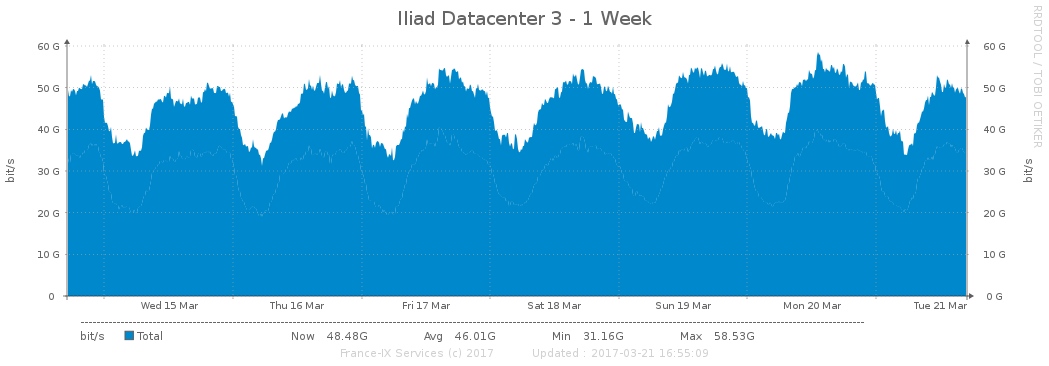 Iliad Datacenter 3 - 1 Week
RRDTOOL / TOBI OETIKER
60 G 60 G
50 G 50 G
40 G 40 G
30 G 30 G
20 G 20 G
10 G 10 G
0 0 G
bit/s
bit/s
Wed 15 Mar Thu 16 Mar Fri 17 Mar Sat 18 Mar Sun 19 Mar Mon 20 Mar Tue 21 Mar
bit/s Total Now 48.48G Avg 46.01G Min 31.16G Max 58.53G
France-IX Services (c) 2017 Updated : 2017-03-21 16:55:09